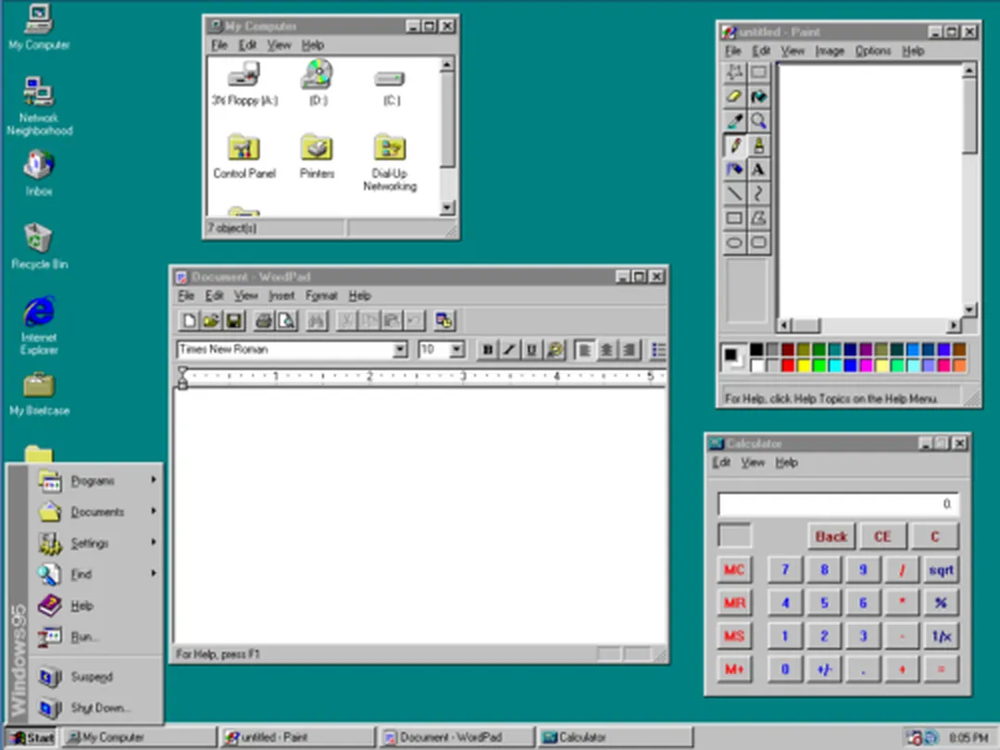 My Computer
Network
Neighborhood
Inbox
Recycle Bin
Internet
Explorer
My Briefcase
My Computer
File Edit View Help
3½ Floppy (A:) (D:) (C:)
Control Panel Printers Dial-Up
Networking
7 object(s)
untitled - Paint
File Edit View Image Options Help
A
For Help, click Help Topics on the Help Menu.
Document - WordPad
File Edit View Insert Format Help
Times New Roman 10 B I U
1 2 3 4 5
For Help, press F1
Calculator
Edit View Help
0.
Back CE C
MC 7 8 9 / sqrt
MR 4 5 6 * %
MS 1 2 3 - 1/x
M+ 0 +/- . + =
Windows95
Programs
Documents
Settings
Find
Help
Run...
Suspend
Shut Down...
Start My Computer untitled - Paint Document - WordPad Calculator 8:05 PM